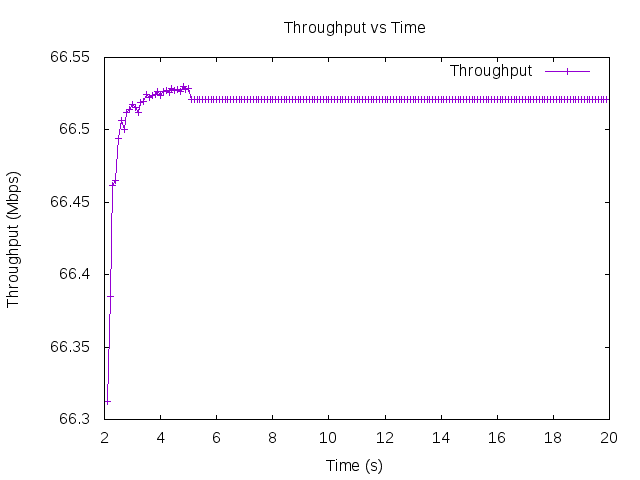 Throughput vs Time
Throughput
66.55
66.5
66.45
66.4
66.35
66.3
Throughput (Mbps)
2 4 6 8 10 12 14 16 18 20
Time (s)